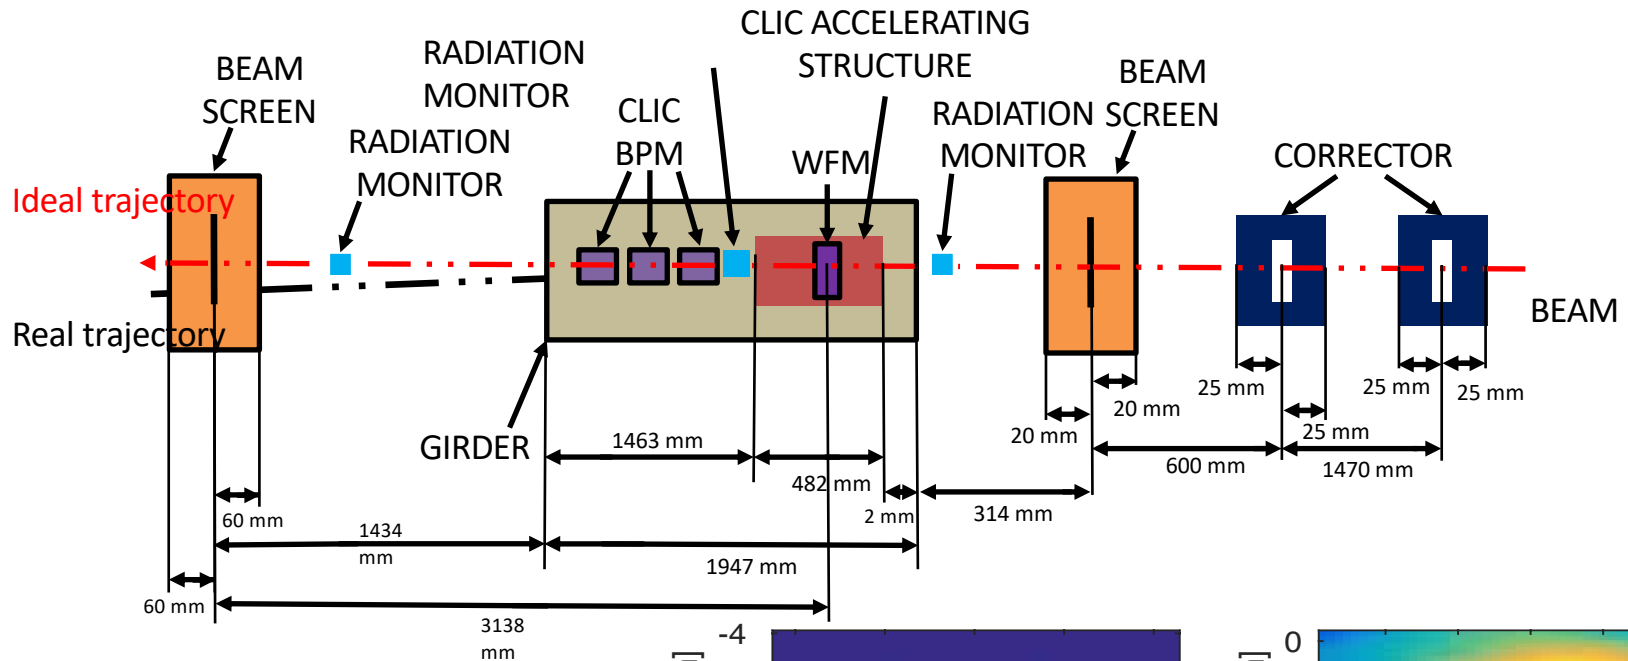 CLIC ACCELERATING
STRUCTURE
RADIATION
MONITOR
BEAM
SCREEN
BEAM
SCREEN
CLIC
BPM
RADIATION
MONITOR
RADIATION
MONITOR
WFM
CORRECTOR
Ideal trajectory
Real trajectory
BEAM
GIRDER
25 mm
25 mm
25 mm
25 mm
20 mm
20 mm
1463 mm
482 mm
2 mm
314 mm
600 mm
1470 mm
60 mm
1434
mm
1947 mm
60 mm
3138
mm
-4
0